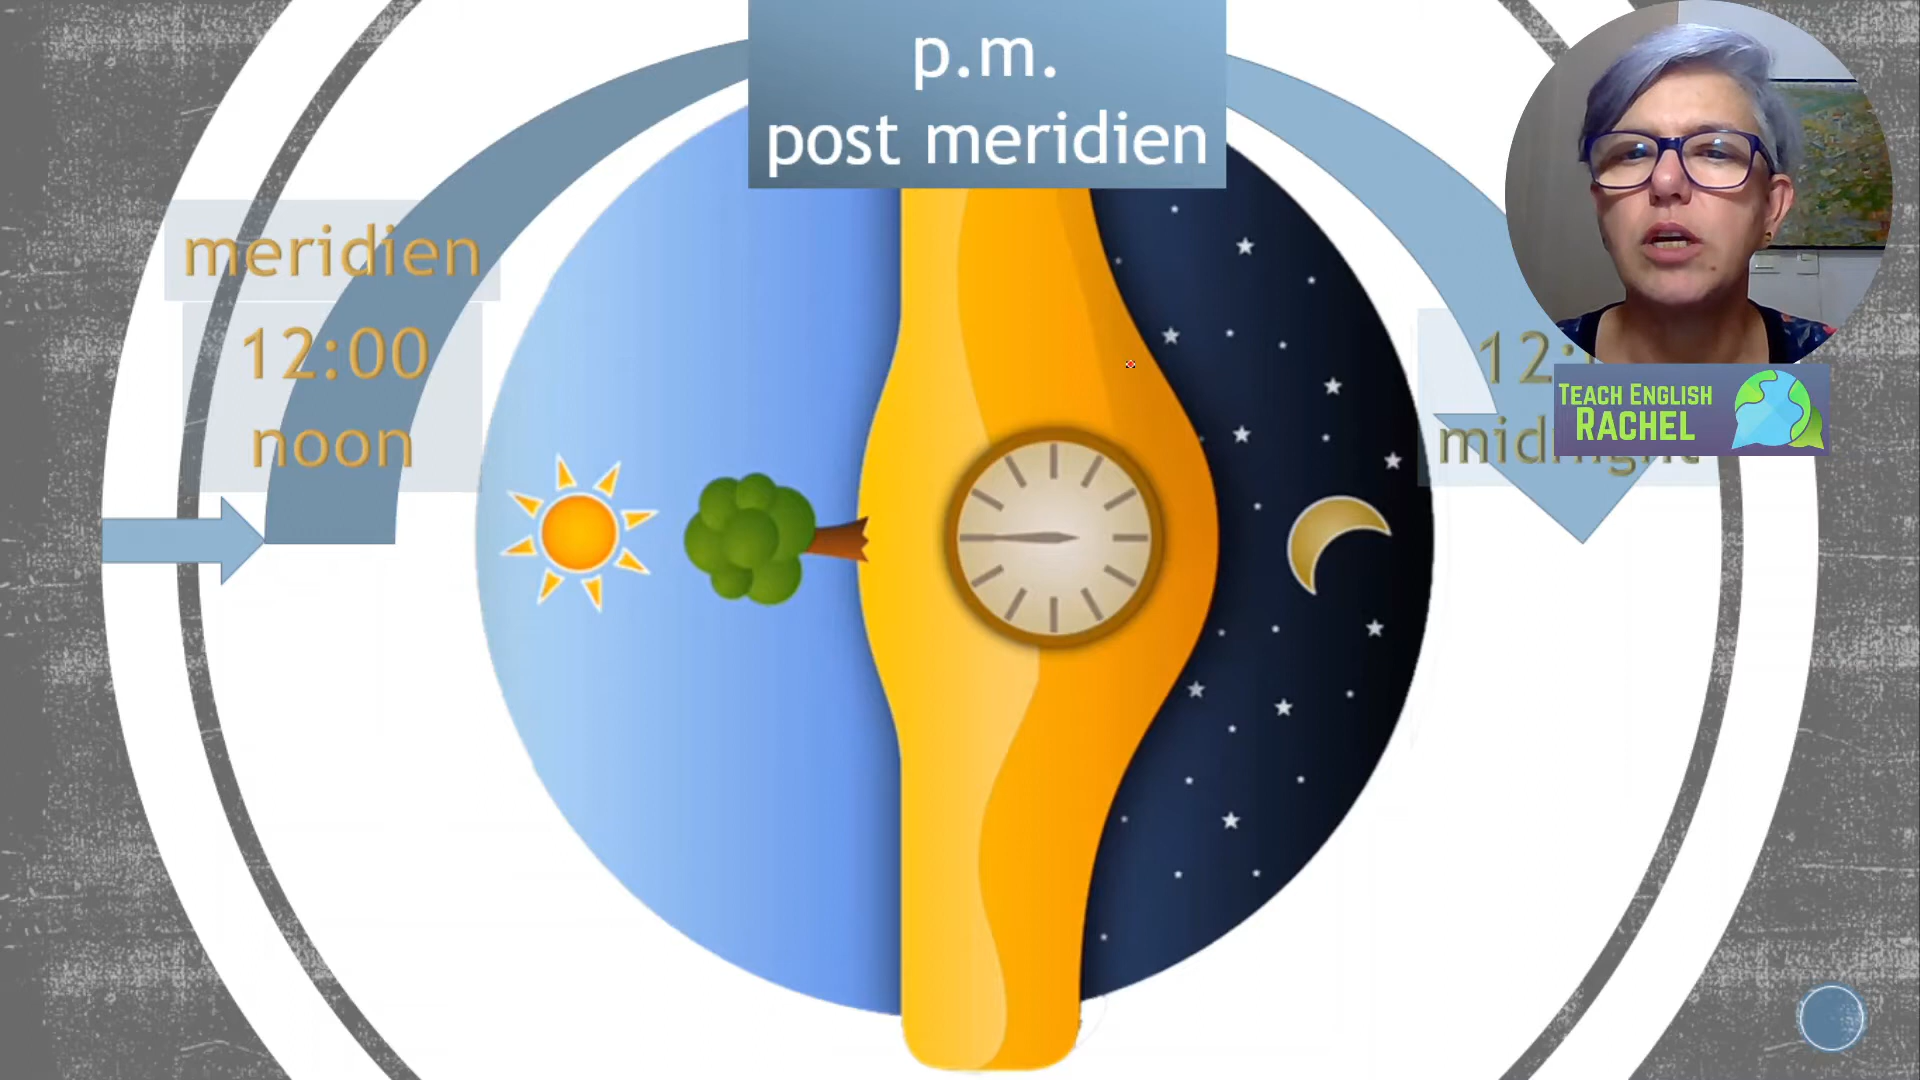 p.m.
post meridien
meridien
12:00
noon
TEACH ENGLISH
RACHEL